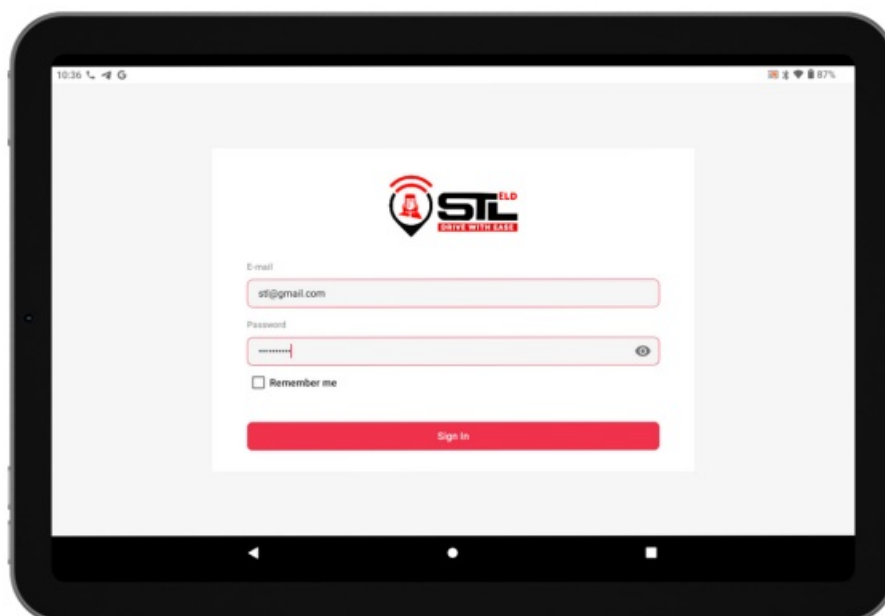 10:36 G
87%
STL ELD
DRIVE WITH EASE
E-mail
stl@gmail.com
Password
Remember me
Sign In